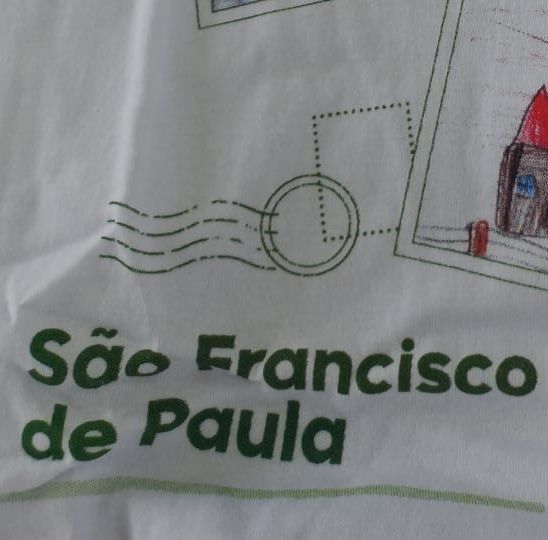 São Francisco
de Paula